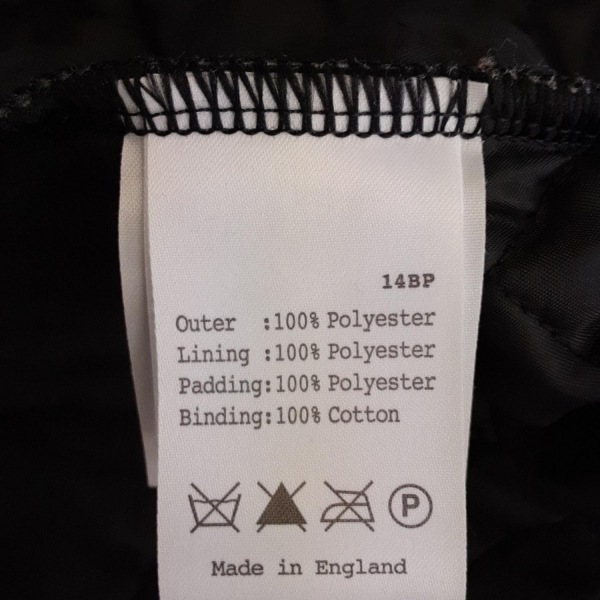 14BP
Outer :100% Polyester
Lining :100% Polyester
Padding:100% Polyester
Binding:100% Cotton
P
Made in England